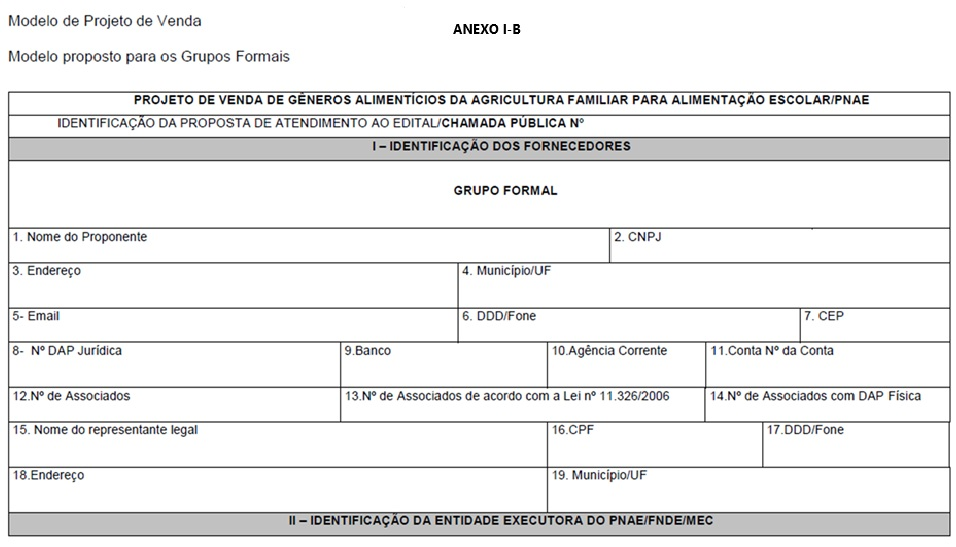 Modelo de Projeto de Venda
ANEXO I-B
Modelo proposto para os Grupos Formais
PROJETO DE VENDA DE GÊNEROS ALIMENTÍCIOS DA AGRICULTURA FAMILIAR PARA ALIMENTAÇÃO ESCOLAR/PNAE
IDENTIFICAÇÃO DA PROPOSTA DE ATENDIMENTO AO EDITAL/CHAMADA PÚBLICA Nº
I – IDENTIFICAÇÃO DOS FORNECEDORES
GRUPO FORMAL
1. Nome do Proponente
2. CNPJ
3. Endereço
4. Município/UF
5- Email
6. DDD/Fone
7. CEP
8- Nº DAP Jurídica
9.Banco
10.Agência Corrente
11.Conta Nº da Conta
12.Nº de Associados
13.Nº de Associados de acordo com a Lei nº 11.326/2006
14.Nº de Associados com DAP Física
15. Nome do representante legal
16.CPF
17.DDD/Fone
18.Endereço
19. Município/UF
II – IDENTIFICAÇÃO DA ENTIDADE EXECUTORA DO PNAE/FNDE/MEC